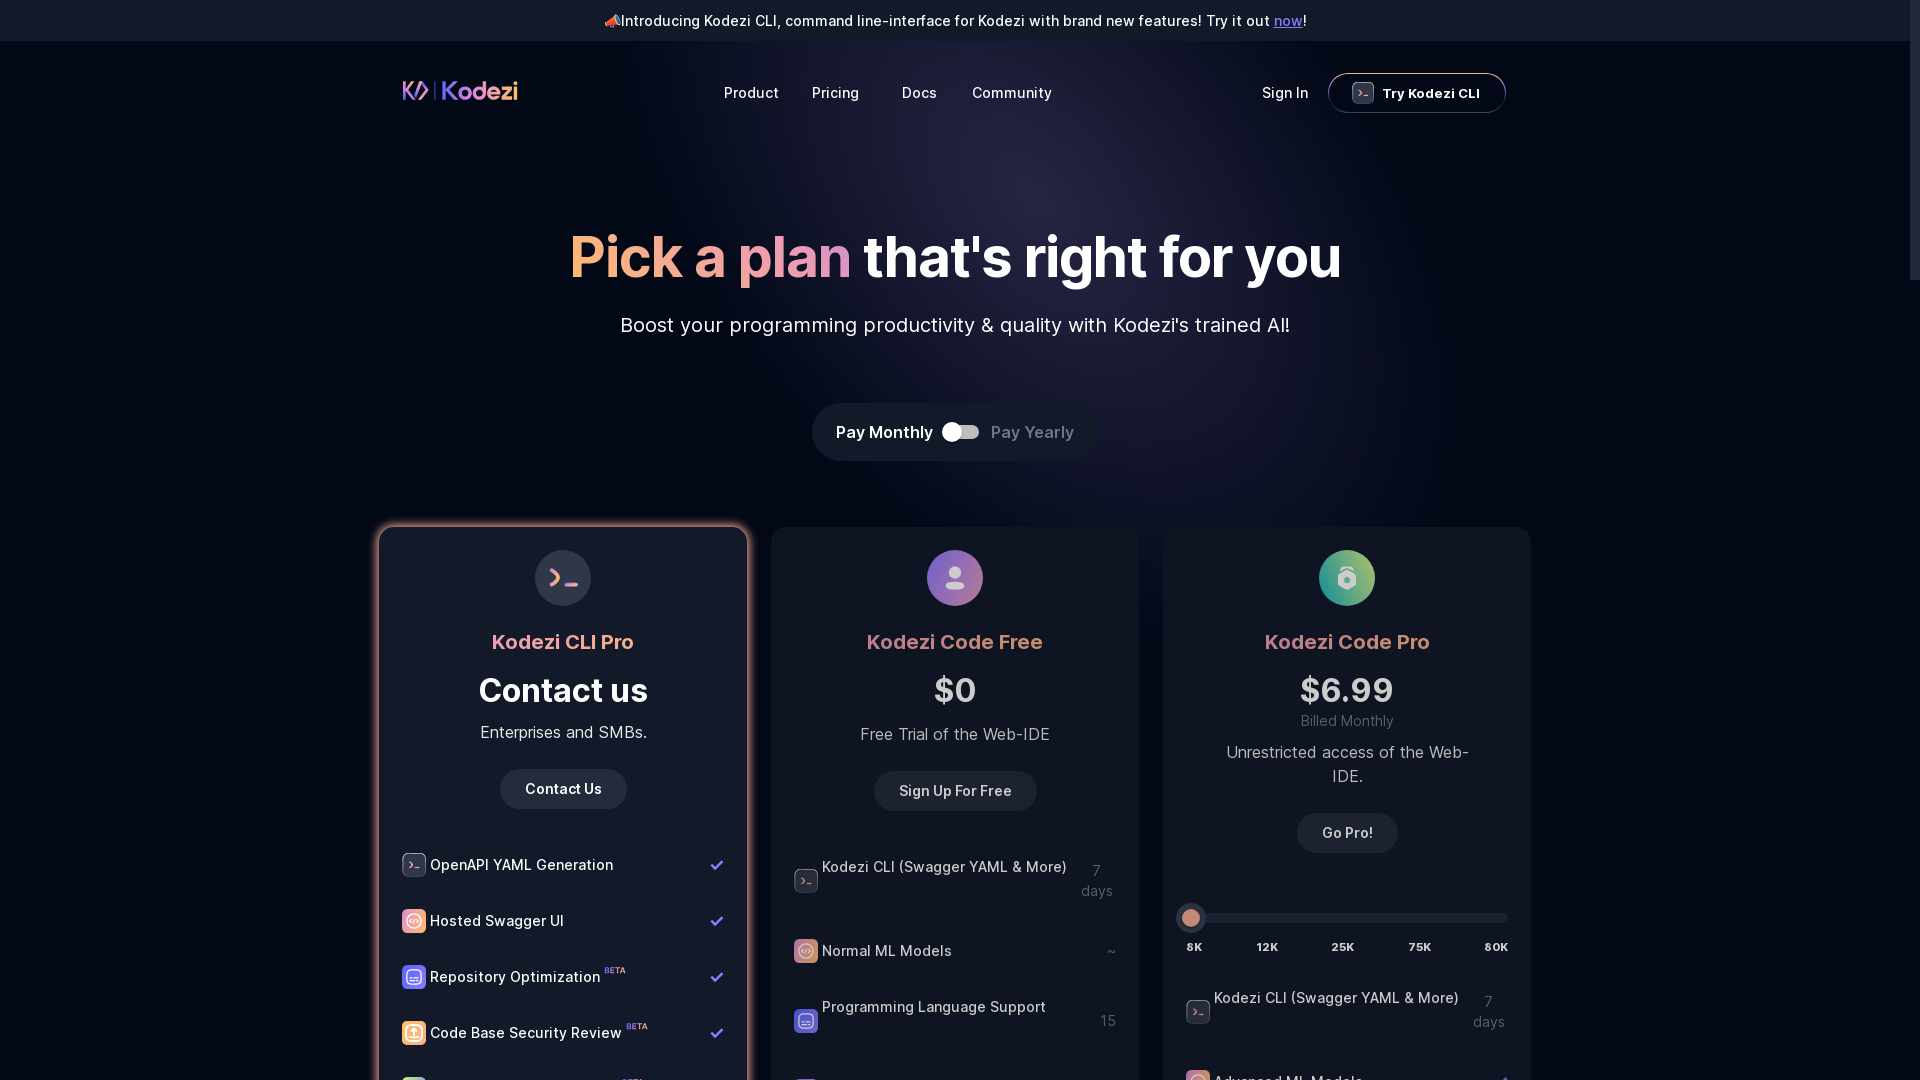 📣Introducing Kodezi CLI, command line-interface for Kodezi with brand new features! Try it out now!
Kodezi
Product
Pricing
Docs
Community
Sign In
Try Kodezi CLI
Pick a plan that's right for you
Boost your programming productivity & quality with Kodezi's trained AI!
Pay Monthly
Pay Yearly
Kodezi CLI Pro
Contact us
Enterprises and SMBs.
Contact Us
OpenAPI YAML Generation
Hosted Swagger UI
Repository Optimization BETA
Code Base Security Review BETA
Kodezi Code Free
$0
Free Trial of the Web-IDE
Sign Up For Free
Kodezi CLI (Swagger YAML & More)
7
days
Normal ML Models
~
Programming Language Support
15
Kodezi Code Pro
$6.99
Billed Monthly
Unrestricted access of the Web-
IDE.
Go Pro!
8K 12K 25K 75K 80K
Kodezi CLI (Swagger YAML & More)
7
days
Advanced ML Models